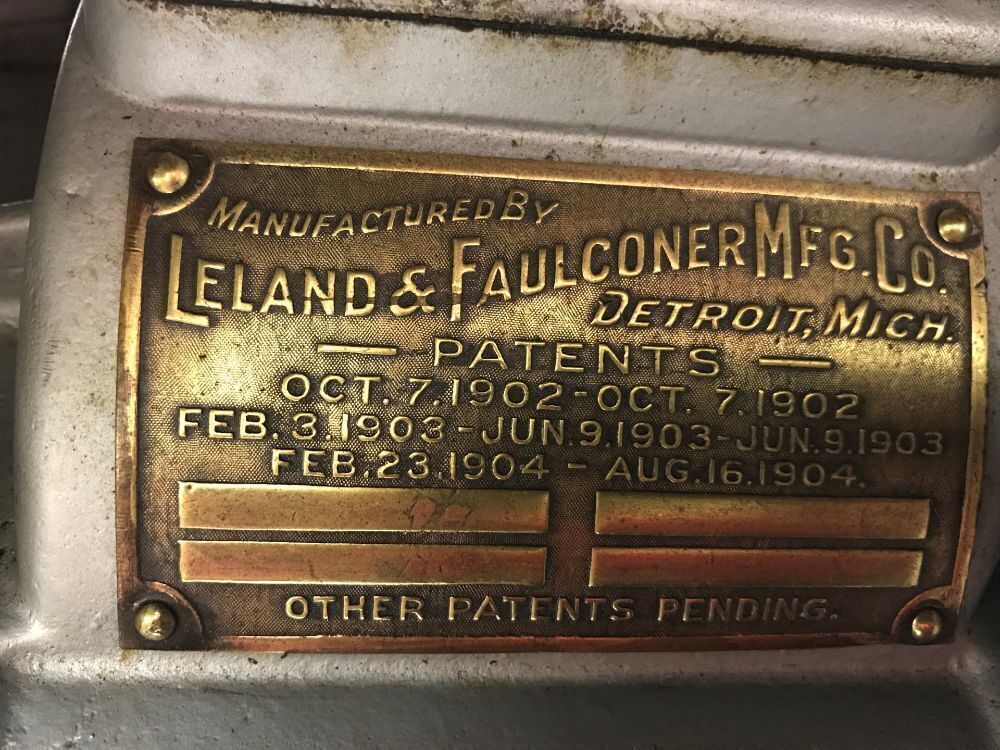 MANUFACTURED BY
LELAND & FAULCONER MFG. CO.
DETROIT, MICH.
— PATENTS —
OCT. 7.1902 - OCT. 7.1902
FEB. 3.1903 - JUN. 9.1903 - JUN. 9.1903
FEB. 23.1904 - AUG. 16.1904.
OTHER PATENTS PENDING.